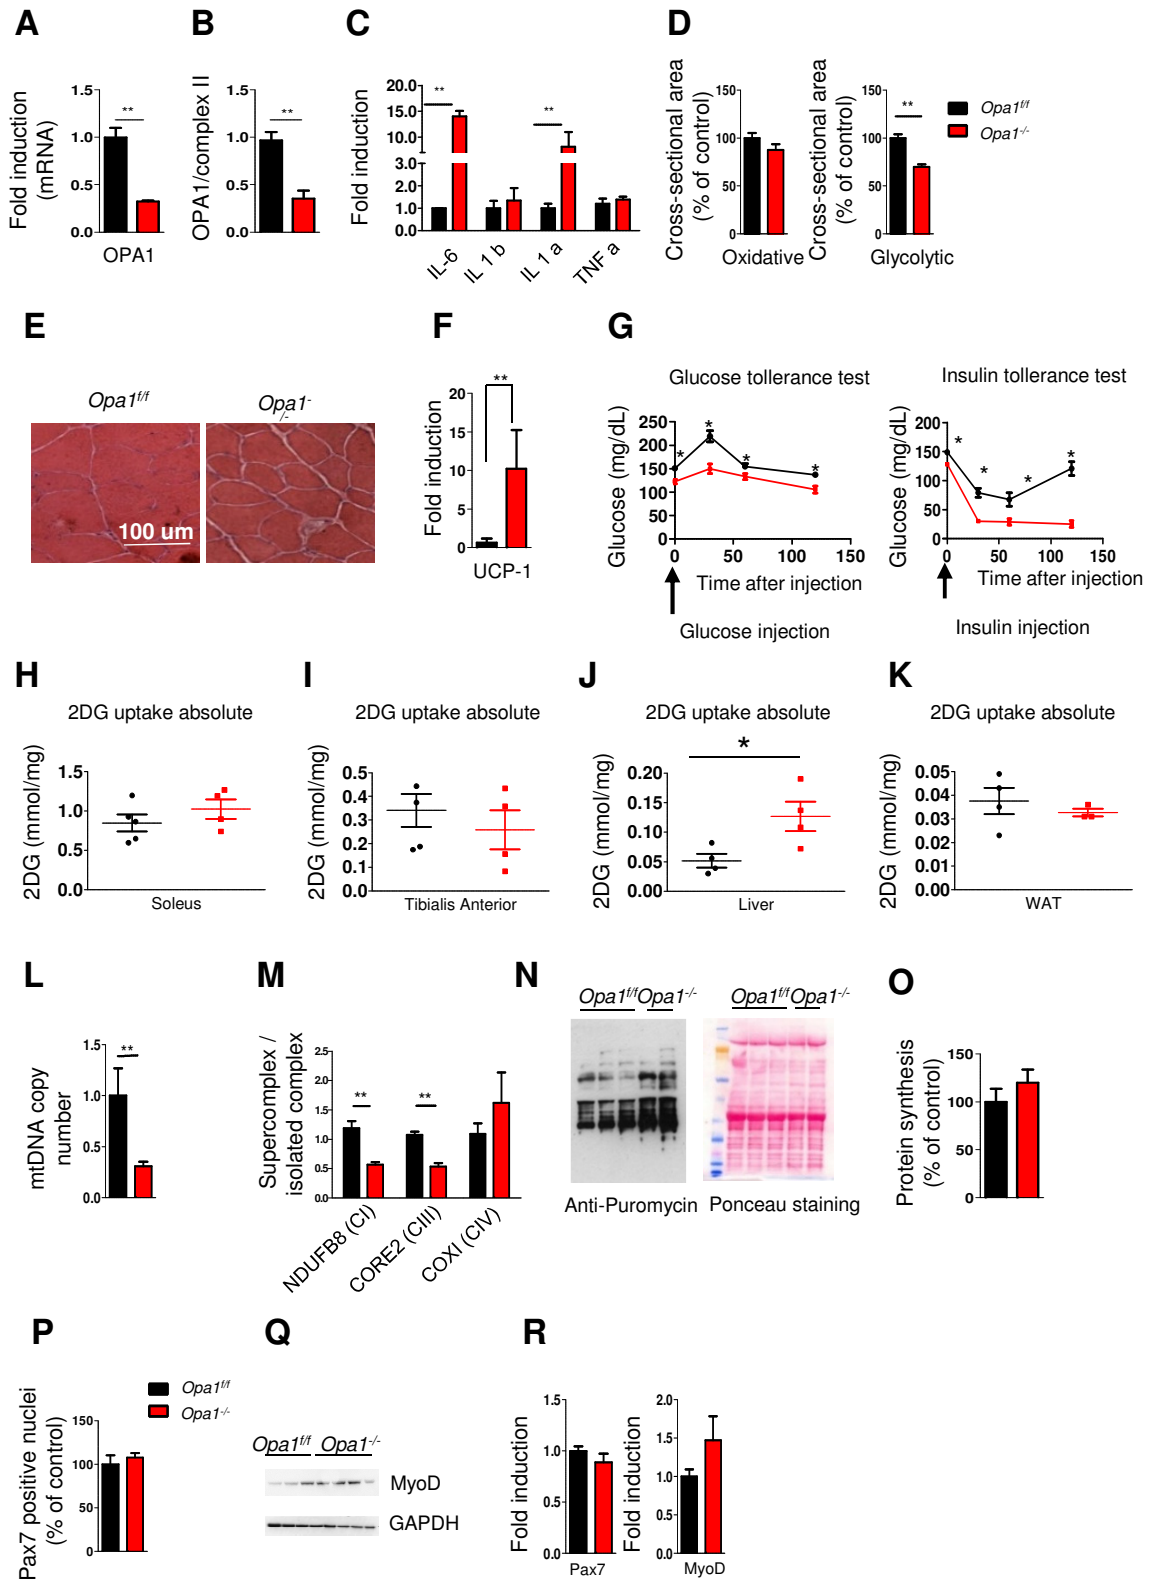 A
B
C
D
Fold induction
(mRNA)
1.5
1.0
0.5
0.0
**
OPA1
OPA1/complex II
1.5
1.0
0.5
0.0
**
Fold induction
20.0
15.0
10.0
3.0
2.0
1.0
0.0
**
**
IL-6
IL 1 b
IL 1 a
TNF a
Cross-sectional area
(% of control)
150
100
50
0
Oxidative
Cross-sectional area
(% of control)
150
100
50
0
**
Glycolytic
Opa1f/f
Opa1-/-
E
F
G
Opa1f/f
Opa1-
/-
100 um
Fold induction
20
15
10
5
0
**
UCP-1
Glucose tollerance test
Glucose (mg/dL)
250
200
150
100
50
0
* * * *
0 50 100 150
Time after injection
Glucose injection
Insulin tollerance test
Glucose (mg/dL)
200
150
100
50
0
* * * *
0 50 100 150
Time after injection
Insulin injection
H
I
J
K
2DG uptake absolute
2DG (mmol/mg)
1.5
1.0
0.5
0.0
Soleus
2DG uptake absolute
2DG (mmol/mg)
0.5
0.4
0.3
0.2
0.1
0.0
Tibialis Anterior
2DG uptake absolute
2DG (mmol/mg)
*
0.20
0.15
0.10
0.05
0.00
Liver
2DG uptake absolute
2DG (mmol/mg)
0.05
0.04
0.03
0.02
0.01
0.00
WAT
L
M
N
O
mtDNA copy
number
1.5
1.0
0.5
0.0
**
Supercomplex /
isolated complex
2.5
2.0
1.5
1.0
0.5
0.0
**
**
NDUFB8 (CI)
CORE2 (CIII)
COXI (CIV)
Opa1f/f Opa1-/-
Anti-Puromycin
Opa1f/f Opa1-/-
Ponceau staining
Protein synthesis
(% of control)
150
100
50
0
P
Q
R
Pax7 positive nuclei
(% of control)
150
100
50
0
Opa1f/f
Opa1-/-
Opa1f/f Opa1-/-
MyoD
GAPDH
Fold induction
1.5
1.0
0.5
0.0
Pax7
Fold induction
2.0
1.5
1.0
0.5
0.0
MyoD